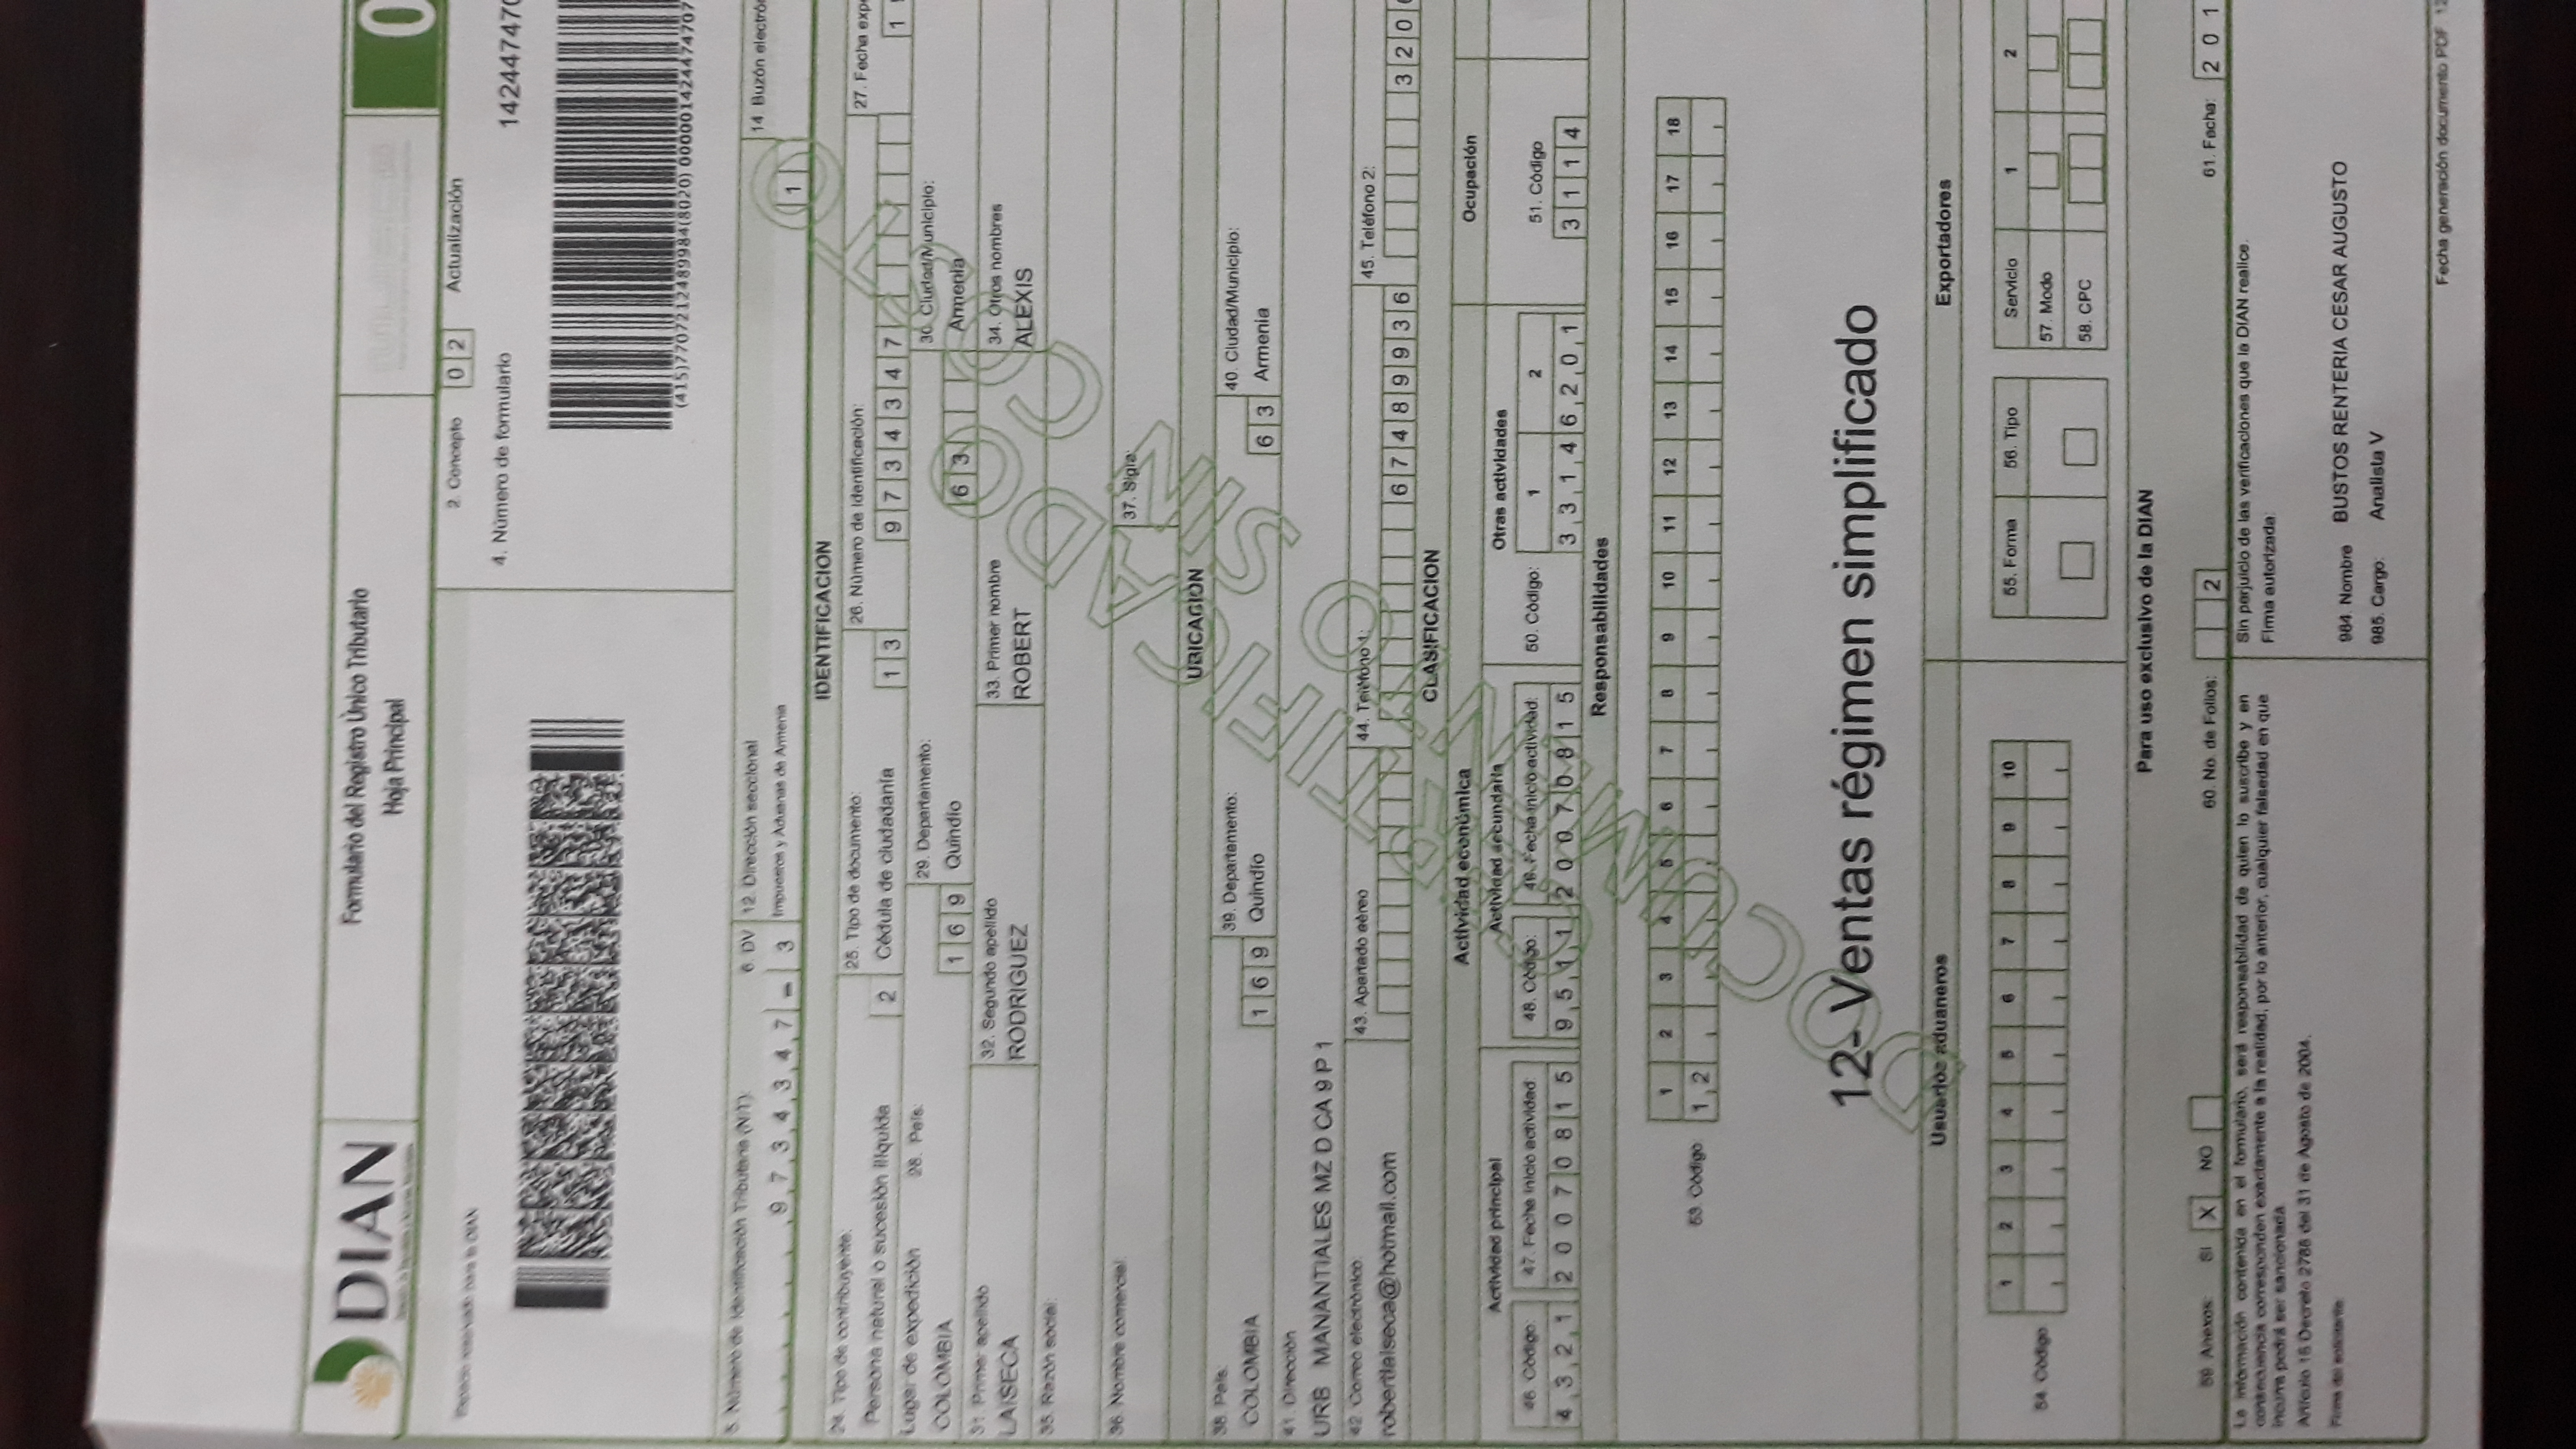 DIAN
Formulario del Registro Único Tributario
Hoja Principal
0
2. Concepto 0 2 Actualización
Espacio reservado para la DIAN
4. Número de formulario
1424474
(415)7707212489984(8020) 000001424474707
5. Número de Identificación Tributaria (NIT):
6. DV
12. Dirección seccional
14. Buzón electró
9 7 3 4 3 4 7 - 3
Impuestos y Aduanas de Armenia
1
IDENTIFICACION
24. Tipo de contribuyente:
25. Tipo de documento:
26. Número de Identificación:
27. Fecha exp
Persona natural o sucesión ilíquida
2
Cédula de ciudadanía
1 3
9 7 3 4 3 4 7
1
Lugar de expedición
28. País:
29. Departamento:
30. Ciudad/Municipio:
COLOMBIA
1 6 9
Quindío
6 3
Armenia
31. Primer apellido
32. Segundo apellido
33. Primer nombre
34. Otros nombres
LAISECA
RODRIGUEZ
ROBERT
ALEXIS
35. Razón social:
36. Nombre comercial:
37. Sigla:
UBICACION
38. País:
39. Departamento:
40. Ciudad/Municipio:
COLOMBIA
1 6 9
Quindío
6 3
Armenia
41. Dirección
URB MANANTIALES MZ D CA 9 P 1
42. Correo electrónico:
43. Apartado aéreo
44. Teléfono 1:
45. Teléfono 2:
robertlaiseca@hotmail.com
6 7 4 8 9 9 3 6
3 2 0
CLASIFICACION
Actividad económica
Ocupación
Actividad principal
Actividad secundaria
Otras actividades
46. Código:
47. Fecha inicio actividad:
48. Código:
49. Fecha inicio actividad:
50. Código:
1
2
51. Código
4 3 2 1
2 0 0 7 0 8 1 5
9 5 1 1
2 0 0 7 0 8 1 5
3 3 1 4
6 2 0 1
3 1 1 4
Responsabilidades
1 2 3 4 5 6 7 8 9 10 11 12 13 14 15 16 17 18
53. Código:
1 2
12- Ventas régimen simplificado
Usuarios aduaneros
Exportadores
1 2 3 4 5 6 7 8 9 10
54. Código
55. Forma
56. Tipo
Servicio
1
2
57. Modo
58. CPC
Para uso exclusivo de la DIAN
59. Anexos: SI X NO
60. No. de Folios: 2
61. Fecha: 2 0 1
La información contenida en el formulario, será responsabilidad de quien lo suscribe y en
consecuencia corresponden exactamente a la realidad; por lo anterior, cualquier falsedad en que
incurra podrá ser sancionada.
Artículo 15 Decreto 2788 del 31 de Agosto de 2004.
Firma del solicitante:
Sin perjuicio de las verificaciones que la DIAN realice.
Firma autorizada:
984. Nombre BUSTOS RENTERIA CESAR AUGUSTO
985. Cargo: Analista V
Fecha generación documento PDF: 12
CERTIFICADO
DOCUMENTO SIN COSTO